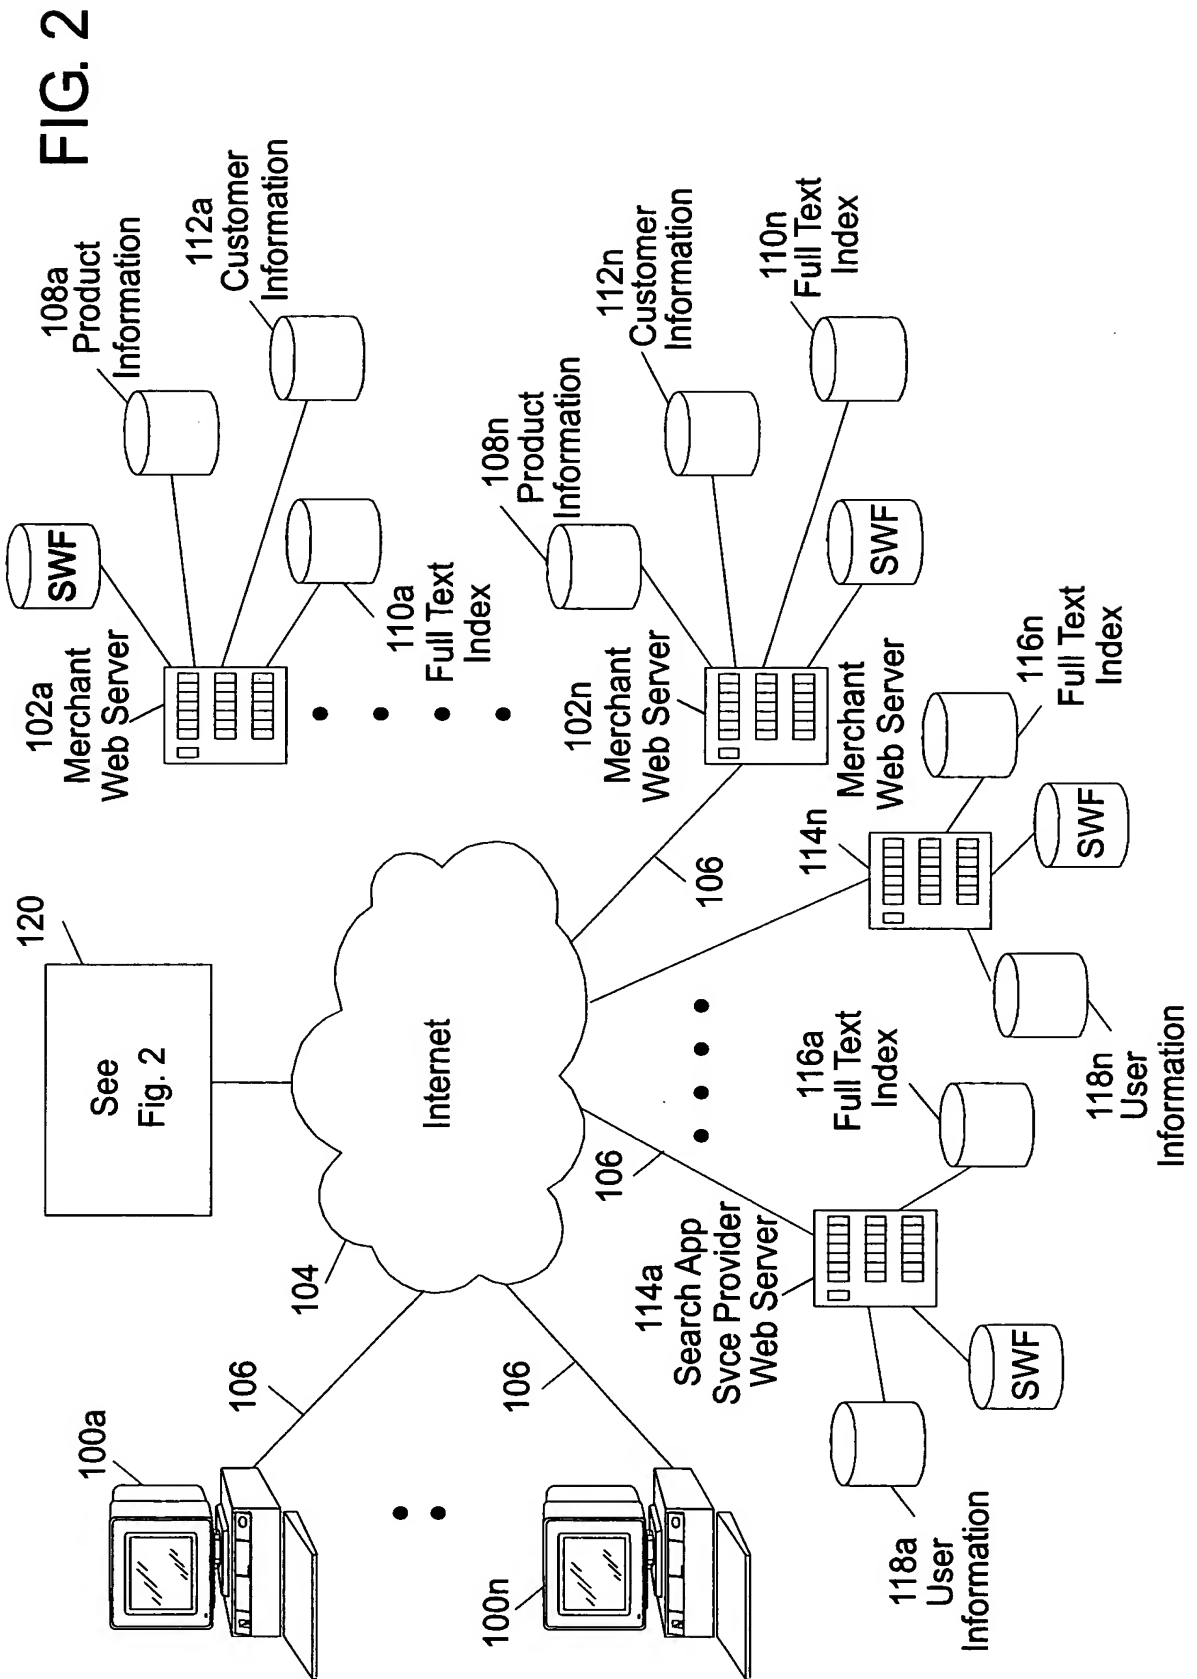 FIG. 2
100a
106
100n
106
104
120
See
Fig. 2
Internet
102a
Merchant
Web Server
SWF
108a
Product
Information
112a
Customer
Information
110a
Full Text
Index
102n
Merchant
Web Server
106
108n
Product
Information
112n
Customer
Information
110n
Full Text
Index
SWF
114n
Merchant
Web Server
116n
Full Text
Index
SWF
118n
User
Information
106
114a
Search App
Svce Provider
Web Server
116a
Full Text
Index
SWF
118a
User
Information